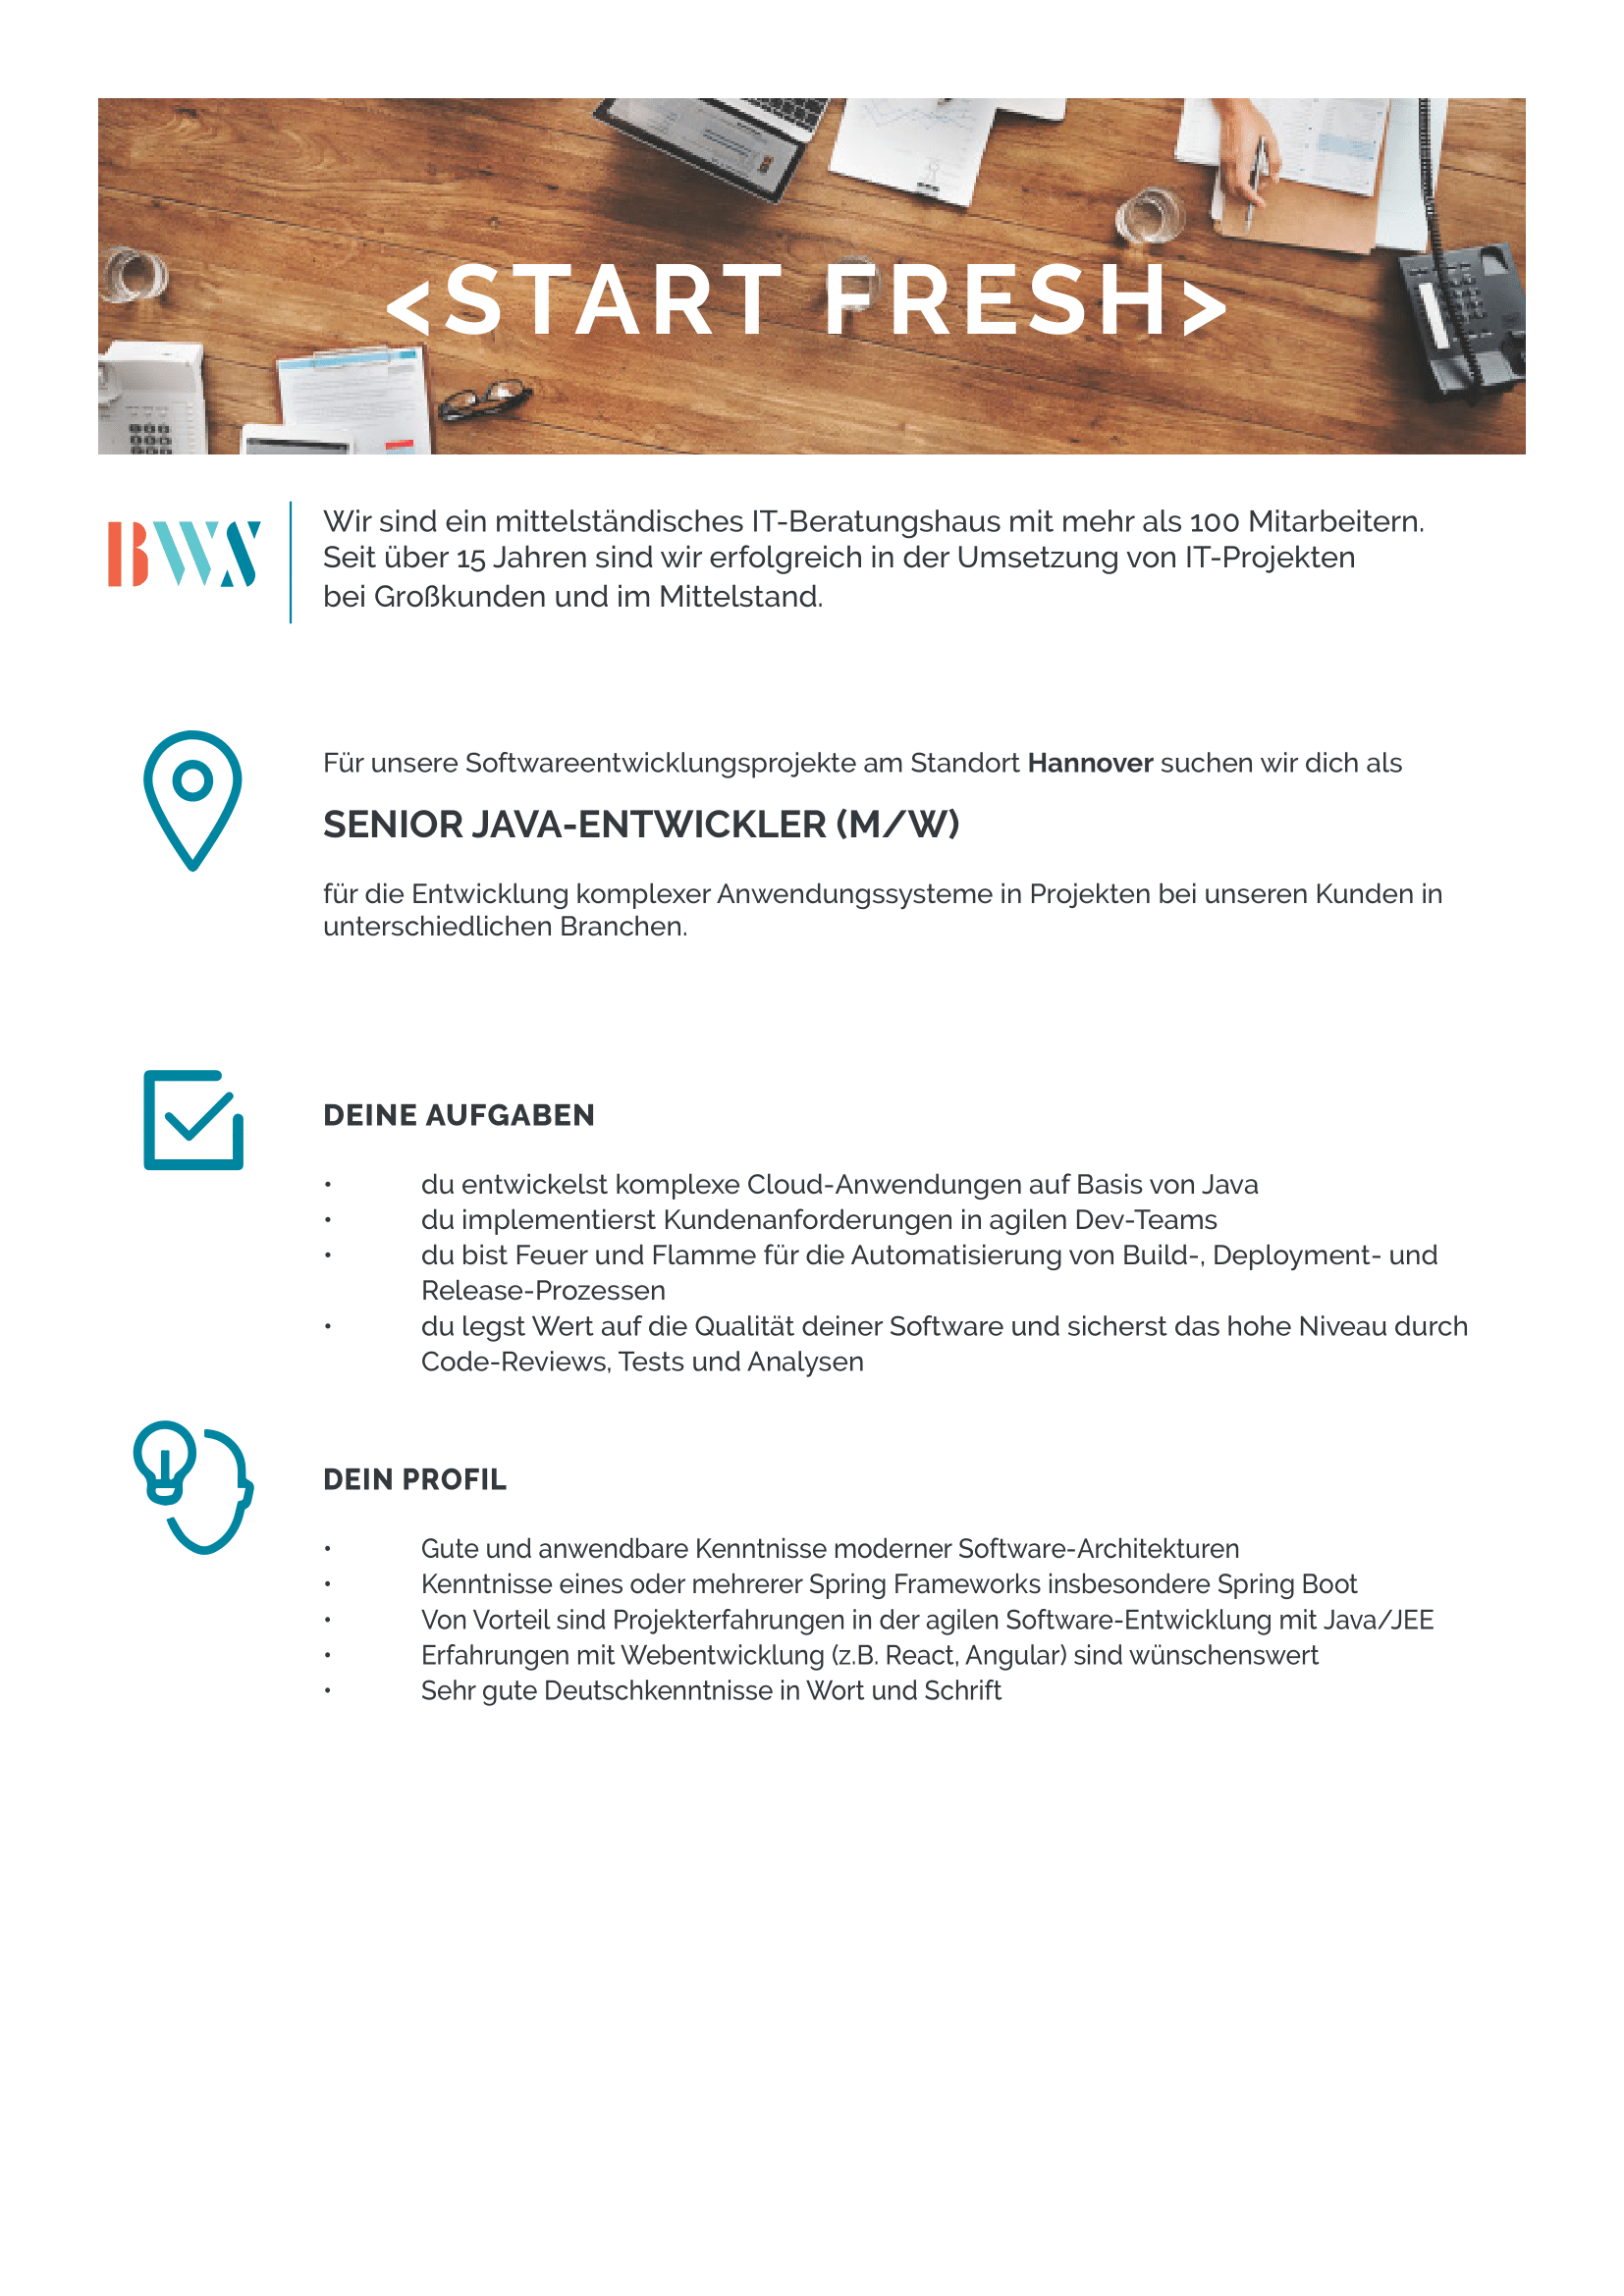 <START FRESH>
BWS
Wir sind ein mittelständisches IT-Beratungshaus mit mehr als 100 Mitarbeitern.
Seit über 15 Jahren sind wir erfolgreich in der Umsetzung von IT-Projekten
bei Großkunden und im Mittelstand.
Für unsere Softwareentwicklungsprojekte am Standort Hannover suchen wir dich als
SENIOR JAVA-ENTWICKLER (M/W)
für die Entwicklung komplexer Anwendungssysteme in Projekten bei unseren Kunden in
unterschiedlichen Branchen.
DEINE AUFGABEN
• du entwickelst komplexe Cloud-Anwendungen auf Basis von Java
• du implementierst Kundenanforderungen in agilen Dev-Teams
• du bist Feuer und Flamme für die Automatisierung von Build-, Deployment- und
Release-Prozessen
• du legst Wert auf die Qualität deiner Software und sicherst das hohe Niveau durch
Code-Reviews, Tests und Analysen
DEIN PROFIL
• Gute und anwendbare Kenntnisse moderner Software-Architekturen
• Kenntnisse eines oder mehrerer Spring Frameworks insbesondere Spring Boot
• Von Vorteil sind Projekterfahrungen in der agilen Software-Entwicklung mit Java/JEE
• Erfahrungen mit Webentwicklung (z.B. React, Angular) sind wünschenswert
• Sehr gute Deutschkenntnisse in Wort und Schrift